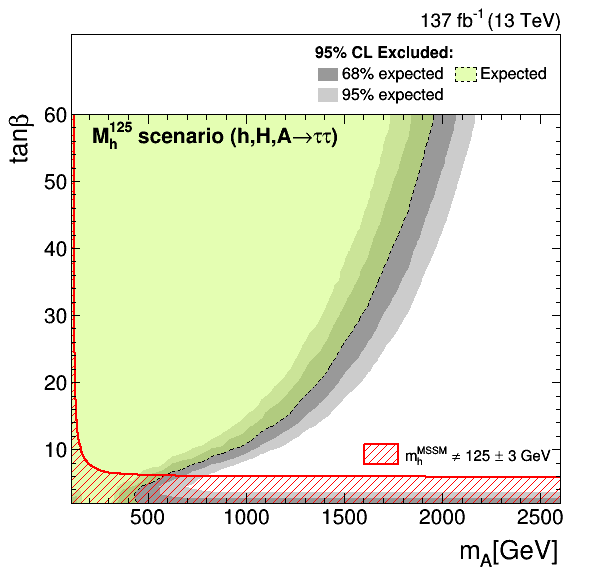 137 fb⁻¹ (13 TeV)
95% CL Excluded:
68% expected
Expected
95% expected
tanβ
60
50
40
30
20
10
M_h^125 scenario (h,H,A→ττ)
m_h^MSSM ≠ 125 ± 3 GeV
500 1000 1500 2000 2500
m_A[GeV]